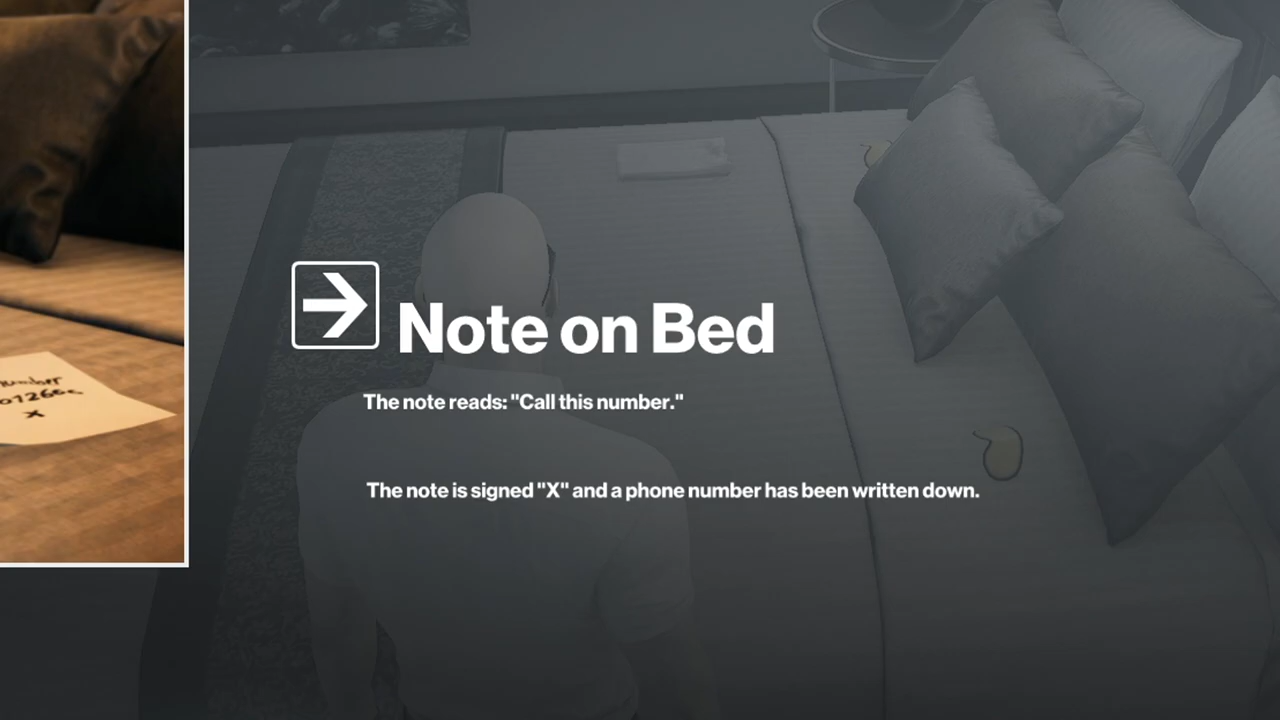 Note on Bed
The note reads: "Call this number."
The note is signed "X" and a phone number has been written down.
number
x